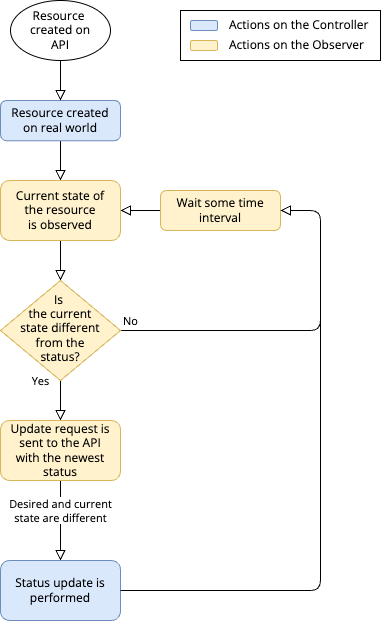 Resource
created on
API
Actions on the Controller
Actions on the Observer
Resource created
on real world
Current state of
the resource
is observed
Wait some time
interval
Is
the current
state different
from the
status?
No
Yes
Update request is
sent to the API
with the newest
status
Desired and current
state are different
Status update is
performed